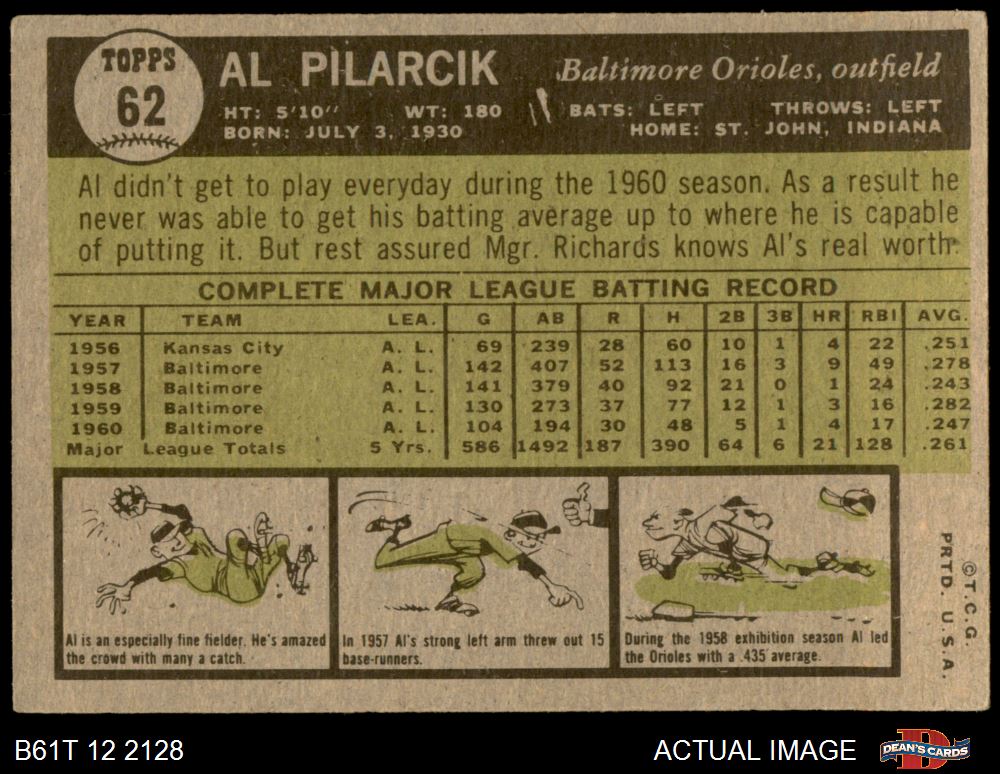 TOPPS
62
AL PILARCIK
Baltimore Orioles, outfield
HT: 5'10" WT: 180 BATS: LEFT THROWS: LEFT
BORN: JULY 3, 1930 HOME: ST. JOHN, INDIANA
Al didn't get to play everyday during the 1960 season. As a result he
never was able to get his batting average up to where he is capable
of putting it. But rest assured Mgr. Richards knows Al's real worth.
COMPLETE MAJOR LEAGUE BATTING RECORD
YEAR TEAM LEA. G AB R H 2B 3B HR RBI AVG.
1956 Kansas City A. L. 69 239 28 60 10 1 4 22 .251
1957 Baltimore A. L. 142 407 52 113 16 3 9 49 .278
1958 Baltimore A. L. 141 379 40 92 21 0 1 24 .243
1959 Baltimore A. L. 130 273 37 77 12 1 3 16 .282
1960 Baltimore A. L. 104 194 30 48 5 1 4 17 .247
Major League Totals 5 Yrs. 586 1492 187 390 64 6 21 128 .261
Al is an especially fine fielder. He's amazed
the crowd with many a catch.
In 1957 Al's strong left arm threw out 15
base-runners.
During the 1958 exhibition season Al led
the Orioles with a .435 average.
©T.C.G.
PRTD. U.S.A.
B61T 12 2128
ACTUAL IMAGE
DEAN'S CARDS